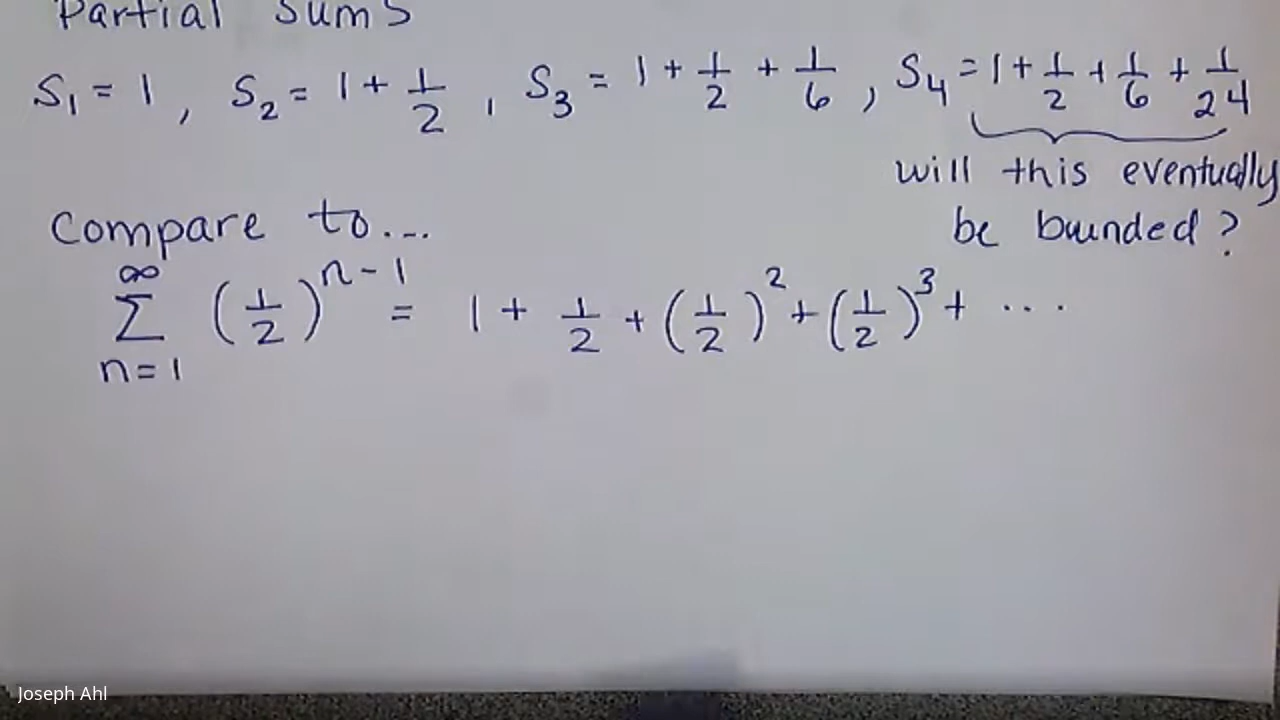 Partial Sums
S₁ = 1 , S₂ = 1 + 1/2 , S₃ = 1 + 1/2 + 1/6 , S₄ = 1 + 1/2 + 1/6 + 1/24
will this eventually
be bounded ?
Compare to...
∑_{n=1}^{∞} (1/2)^{n-1} = 1 + 1/2 + (1/2)² + (1/2)³ + ...
Joseph Ahl